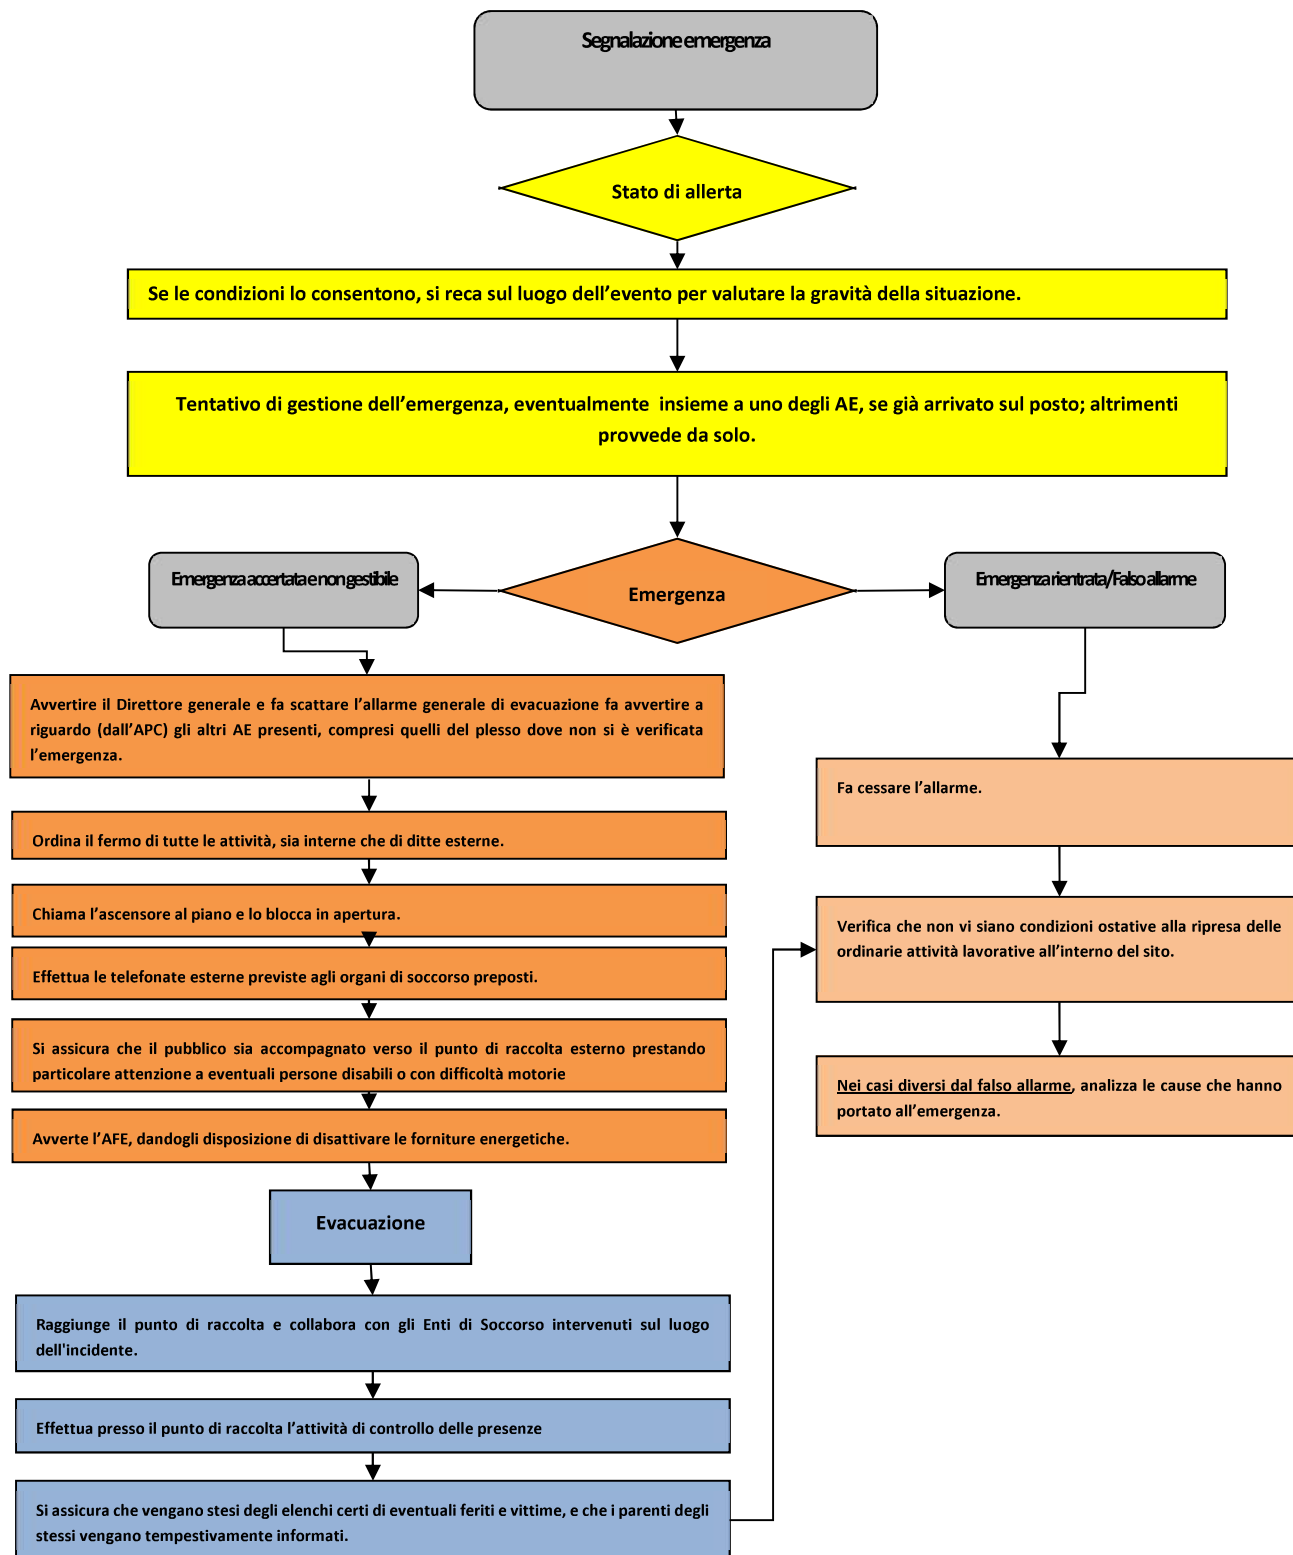 Segnalazione emergenza
Stato di allerta
Se le condizioni lo consentono, si reca sul luogo dell’evento per valutare la gravità della situazione.
Tentativo di gestione dell’emergenza, eventualmente insieme a uno degli AE, se già arrivato sul posto; altrimenti
provvede da solo.
Emergenza accertata e non gestibile
Emergenza
Emergenza rientrata/Falso allarme
Avvertire il Direttore generale e fa scattare l’allarme generale di evacuazione fa avvertire a
riguardo (dall’APC) gli altri AE presenti, compresi quelli del plesso dove non si è verificata
l’emergenza.
Ordina il fermo di tutte le attività, sia interne che di ditte esterne.
Chiama l’ascensore al piano e lo blocca in apertura.
Effettua le telefonate esterne previste agli organi di soccorso preposti.
Si assicura che il pubblico sia accompagnato verso il punto di raccolta esterno prestando
particolare attenzione a eventuali persone disabili o con difficoltà motorie
Avverte l’AFE, dandogli disposizione di disattivare le forniture energetiche.
Evacuazione
Raggiunge il punto di raccolta e collabora con gli Enti di Soccorso intervenuti sul luogo
dell'incidente.
Effettua presso il punto di raccolta l’attività di controllo delle presenze
Si assicura che vengano stesi degli elenchi certi di eventuali feriti e vittime, e che i parenti degli
stessi vengano tempestivamente informati.
Fa cessare l’allarme.
Verifica che non vi siano condizioni ostative alla ripresa delle
ordinarie attività lavorative all’interno del sito.
Nei casi diversi dal falso allarme, analizza le cause che hanno
portato all’emergenza.